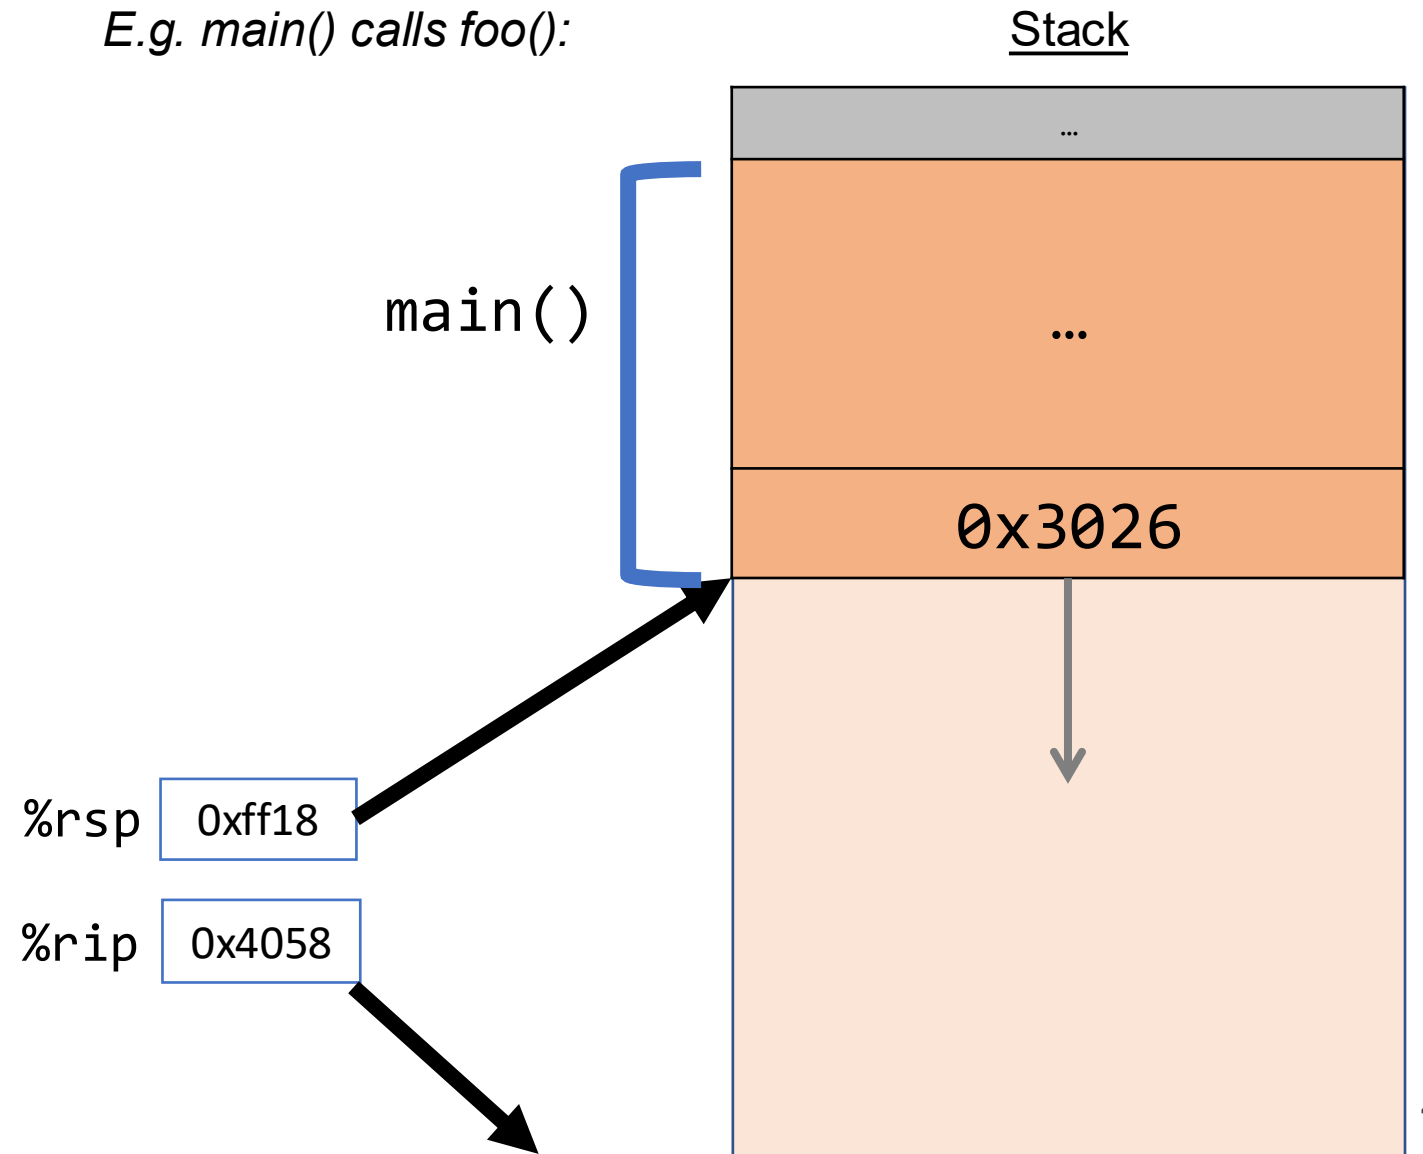 E.g. main() calls foo():
Stack
…
main()
…
0x3026
%rsp
0xff18
%rip
0x4058